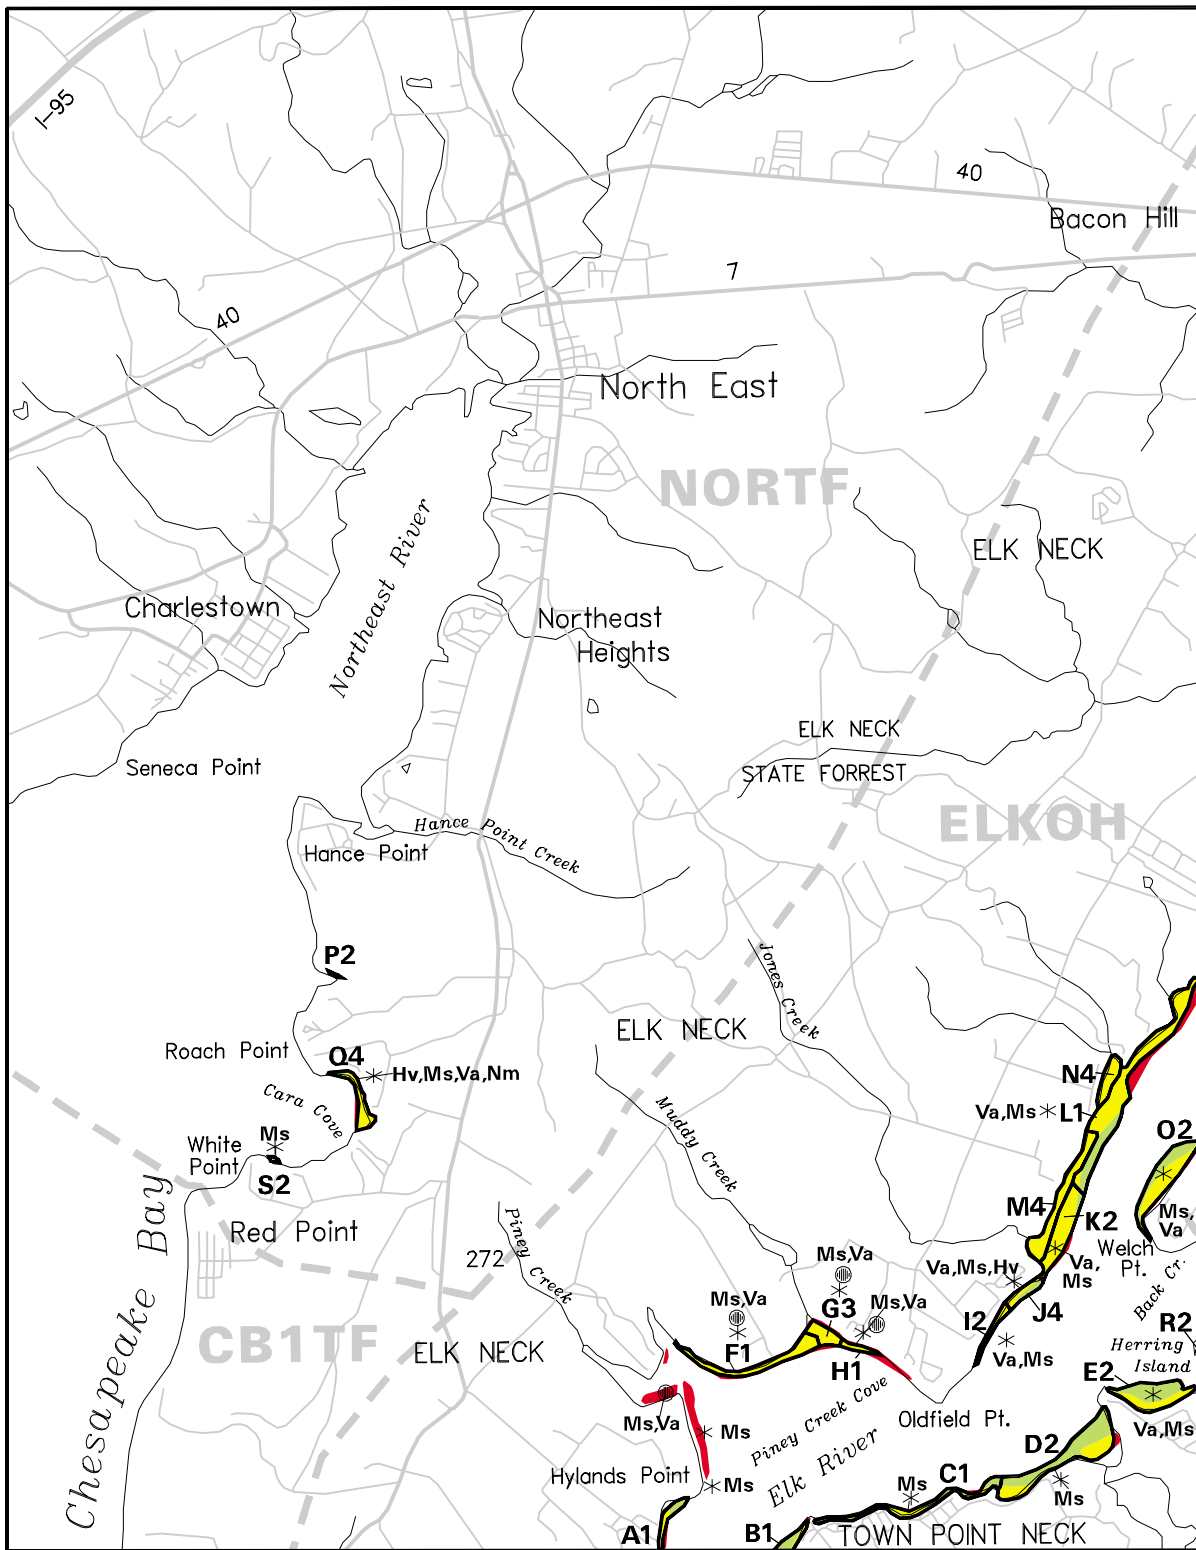 I-95
40
Bacon Hill
7
40
North East
NORTF
Northeast River
ELK NECK
Charlestown
Northeast
Heights
ELK NECK
STATE FORREST
Seneca Point
ELKOH
Hance Point Creek
Hance Point
P2
Jones Creek
ELK NECK
Roach Point
Q4
Hv,Ms,Va,Nm
N4
Cara Cove
Muddy Creek
Va,Ms
L1
O2
Ms
White
Point
S2
M4
K2
Ms,
Va
Chesapeake Bay
Red Point
Piney Creek
272
Ms,Va
Va,Ms,Hv
Va,
Ms
Welch
Pt.
Back Cr.
Ms,Va
G3
Ms,Va
J4
I2
R2
CB1TF
ELK NECK
F1
H1
Va,Ms
Herring
Island
E2
Ms,Va
Ms
Piney Creek Cove
Oldfield Pt.
Va,Ms
D2
Hylands Point
Ms
Elk River
Ms
C1
Ms
A1
B1
TOWN POINT NECK